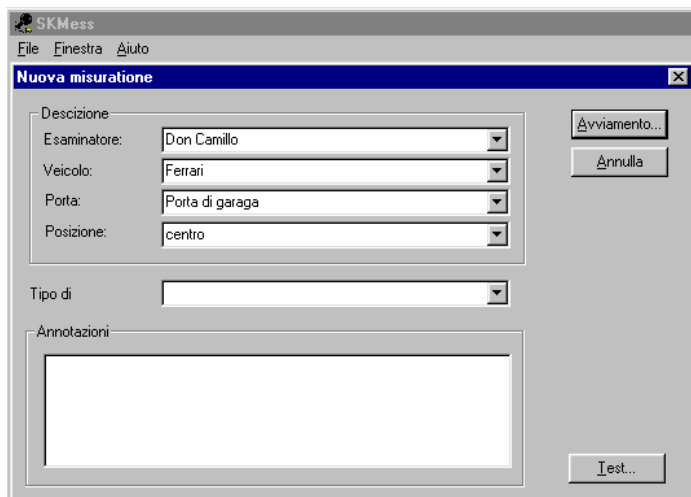 SKMess
File Finestra Aiuto
Nuova misuratione
Descizione
Esaminatore: Don Camillo
Avviamento...
Veicolo: Ferrari
Annulla
Porta: Porta di garaga
Posizione: centro
Tipo di
Annotazioni
Test...